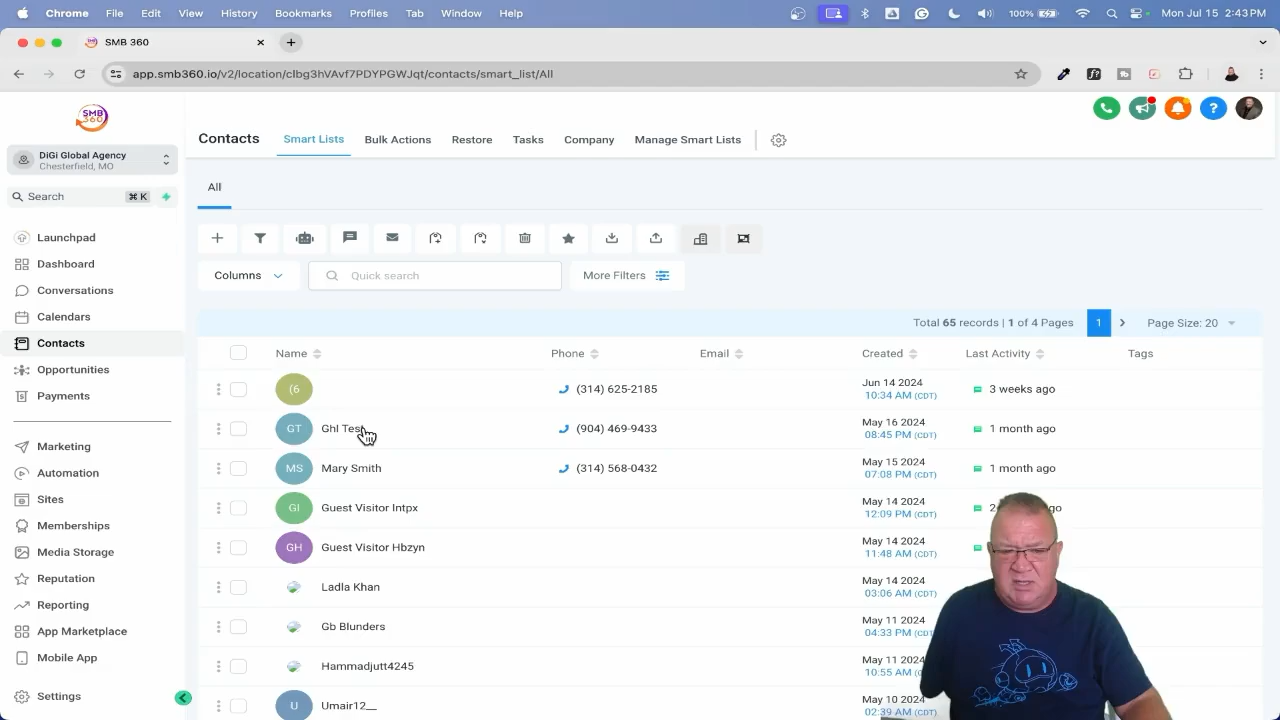 Chrome File Edit View History Bookmarks Profiles Tab Window Help 100% Mon Jul 15 2:43 PM
SMB 360
app.smb360.io/v2/location/clbg3hVAvf7PDYPGWJqt/contacts/smart_list/All
SMB 360
DiGi Global Agency
Chesterfield, MO
Search ⌘ K
Launchpad
Dashboard
Conversations
Calendars
Contacts
Opportunities
Payments
Marketing
Automation
Sites
Memberships
Media Storage
Reputation
Reporting
App Marketplace
Mobile App
Settings
Contacts Smart Lists Bulk Actions Restore Tasks Company Manage Smart Lists
All
Columns Quick search More Filters
Total 65 records | 1 of 4 Pages 1 Page Size: 20
Name Phone Email Created Last Activity Tags
(6 (314) 625-2185 Jun 14 2024 3 weeks ago
10:34 AM (CDT)
GT Ghl Test (904) 469-9433 May 16 2024 1 month ago
08:45 PM (CDT)
MS Mary Smith (314) 568-0432 May 15 2024 1 month ago
07:08 PM (CDT)
GI Guest Visitor Intpx May 14 2024 2 go
12:09 PM (CDT)
GH Guest Visitor Hbzyn May 14 2024
11:48 AM (CDT)
Ladla Khan May 14 2024
03:06 AM (CDT)
Gb Blunders May 11 2024
04:33 PM (CDT
Hammadjutt4245 May 11 2024
10:55 AM (CDT
U Umair12__ May 10 2024
02:39 AM (CDT